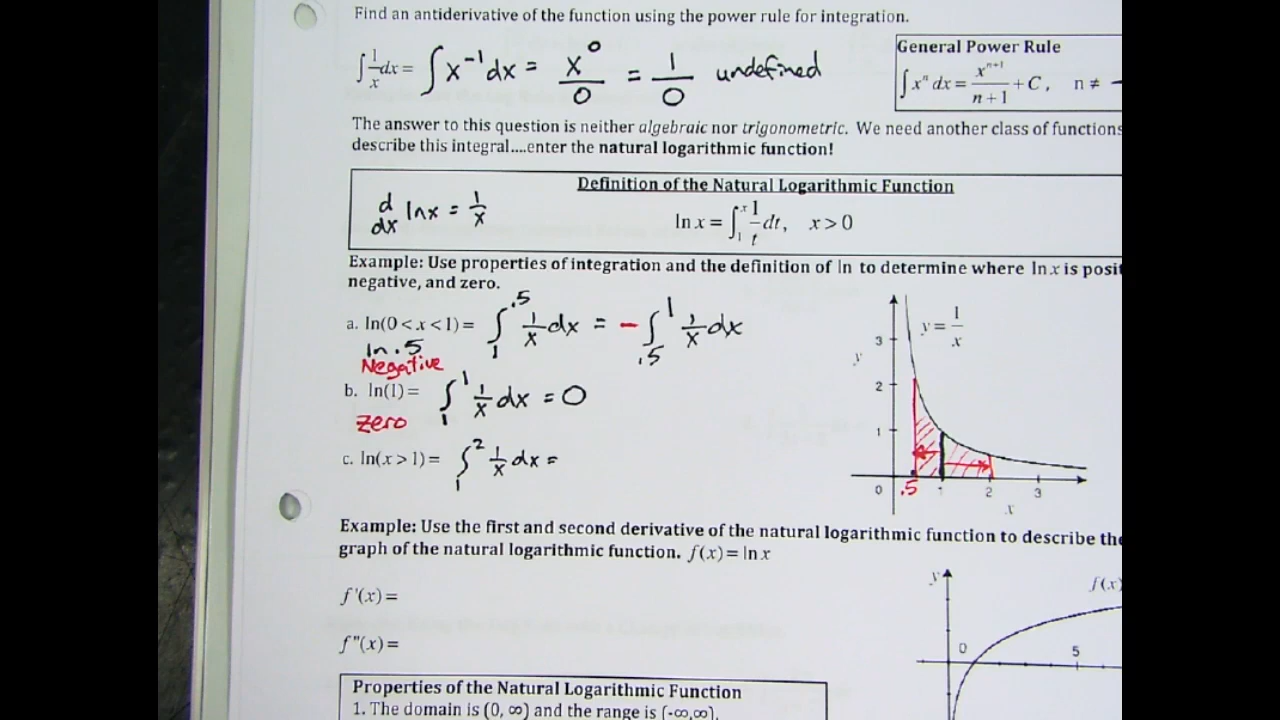 Find an antiderivative of the function using the power rule for integration.
∫ 1/x dx = ∫ x^-1 dx = x^0/0 = 1/0 undefined
General Power Rule
∫ x^n dx = x^(n+1)/(n+1) + C, n ≠ -
The answer to this question is neither algebraic nor trigonometric. We need another class of functions
describe this integral....enter the natural logarithmic function!
Definition of the Natural Logarithmic Function
d/dx lnx = 1/x
ln x = ∫_1^x 1/t dt, x > 0
Example: Use properties of integration and the definition of ln to determine where ln x is posit
negative, and zero.
a. ln(0 < x < 1) = ∫_1^.5 1/x dx = - ∫_.5^1 1/x dx
ln .5
Negative
b. ln(1) = ∫_1^1 1/x dx = 0
zero
c. ln(x > 1) = ∫_1^2 1/x dx =
y = 1/x
y
3
2
1
0 .5 1 2 3
x
Example: Use the first and second derivative of the natural logarithmic function to describe the
graph of the natural logarithmic function. f(x) = ln x
f'(x) =
f"(x) =
y
f(x)
0 5
Properties of the Natural Logarithmic Function
1. The domain is (0, ∞) and the range is (-∞,∞).